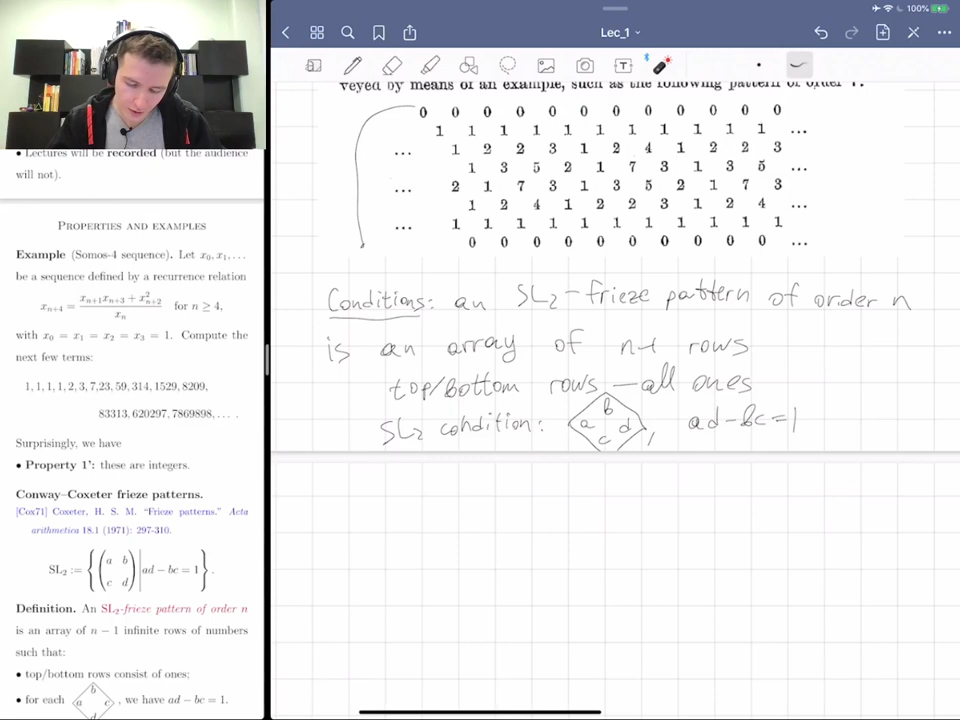 100%
Lec_1
• Lectures will be recorded (but the audience
will not).
PROPERTIES AND EXAMPLES
Example (Somos-4 sequence). Let x₀, x₁, …
be a sequence defined by a recurrence relation
xₙ₊₄ = (xₙ₊₁xₙ₊₃ + x²ₙ₊₂)/xₙ for n ≥ 4,
with x₀ = x₁ = x₂ = x₃ = 1. Compute the
next few terms:
1, 1, 1, 1, 2, 3, 7, 23, 59, 314, 1529, 8209,
83313, 620297, 7869898, … .
Surprisingly, we have
• Property 1': these are integers.
Conway–Coxeter frieze patterns.
[Cox71] Coxeter, H. S. M. "Frieze patterns." Acta
arithmetica 18.1 (1971): 297-310.
SL₂ := { ( a b
c d ) | ad − bc = 1 } .
Definition. An SL₂-frieze pattern of order n
is an array of n − 1 infinite rows of numbers
such that:
• top/bottom rows consist of ones;
• for each a b c d , we have ad − bc = 1.
veyed by means of an example, such as the following pattern of order 7:
0 0 0 0 0 0 0 0 0 0 0 0
1 1 1 1 1 1 1 1 1 1 1 …
… 1 2 2 3 1 2 4 1 2 2 3
1 3 5 2 1 7 3 1 3 5 …
… 2 1 7 3 1 3 5 2 1 7 3
1 2 4 1 2 2 3 1 2 4 …
… 1 1 1 1 1 1 1 1 1 1 1
0 0 0 0 0 0 0 0 0 0 …
Conditions: an SL₂-frieze pattern of order n
is an array of n-1 rows
top/bottom rows — all ones
SL₂ condition: a b c d , ad-bc=1